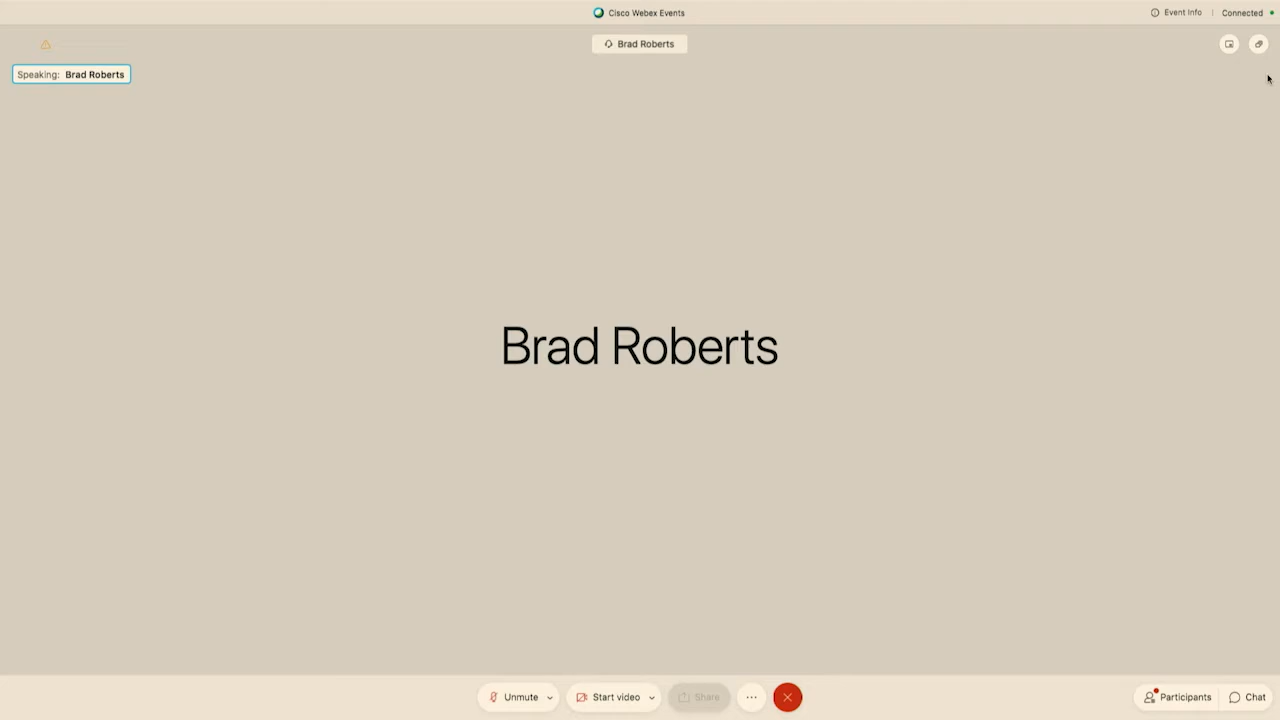 Cisco Webex Events
Event Info
Connected
Brad Roberts
Speaking: Brad Roberts
Brad Roberts
Unmute
Start video
Share
Participants
Chat